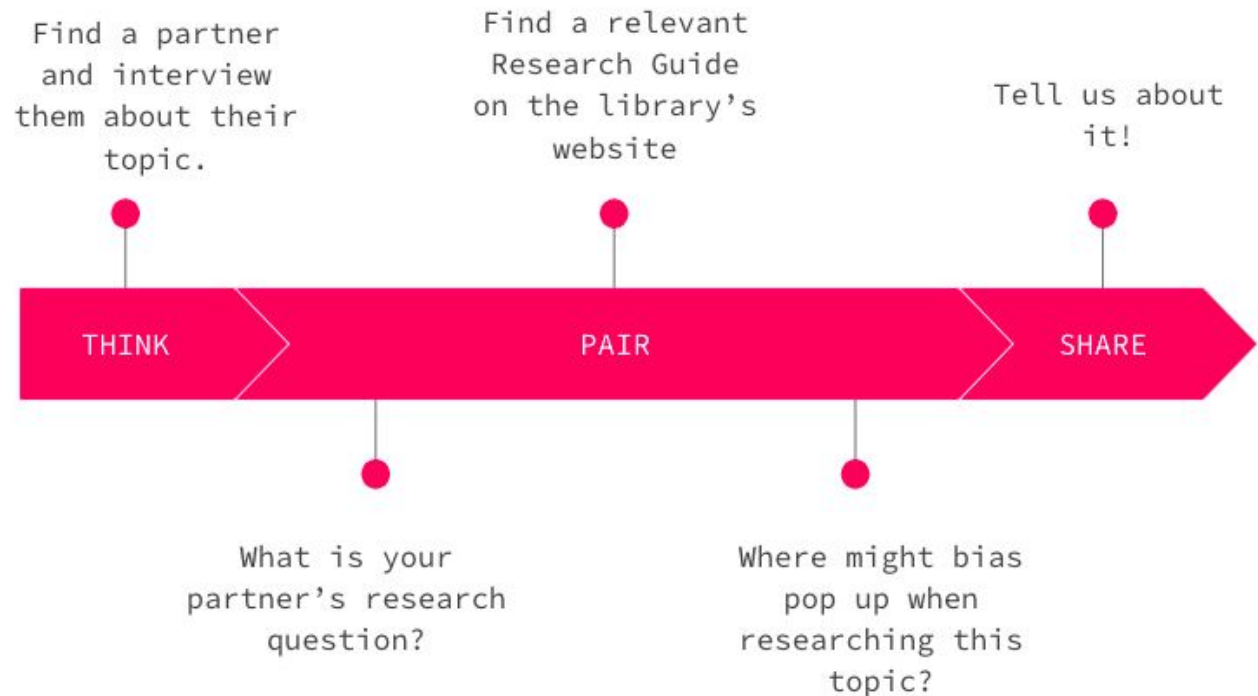 Find a partner
and interview
them about their
topic.
Find a relevant
Research Guide
on the library’s
website
Tell us about
it!
THINK
PAIR
SHARE
What is your
partner’s research
question?
Where might bias
pop up when
researching this
topic?